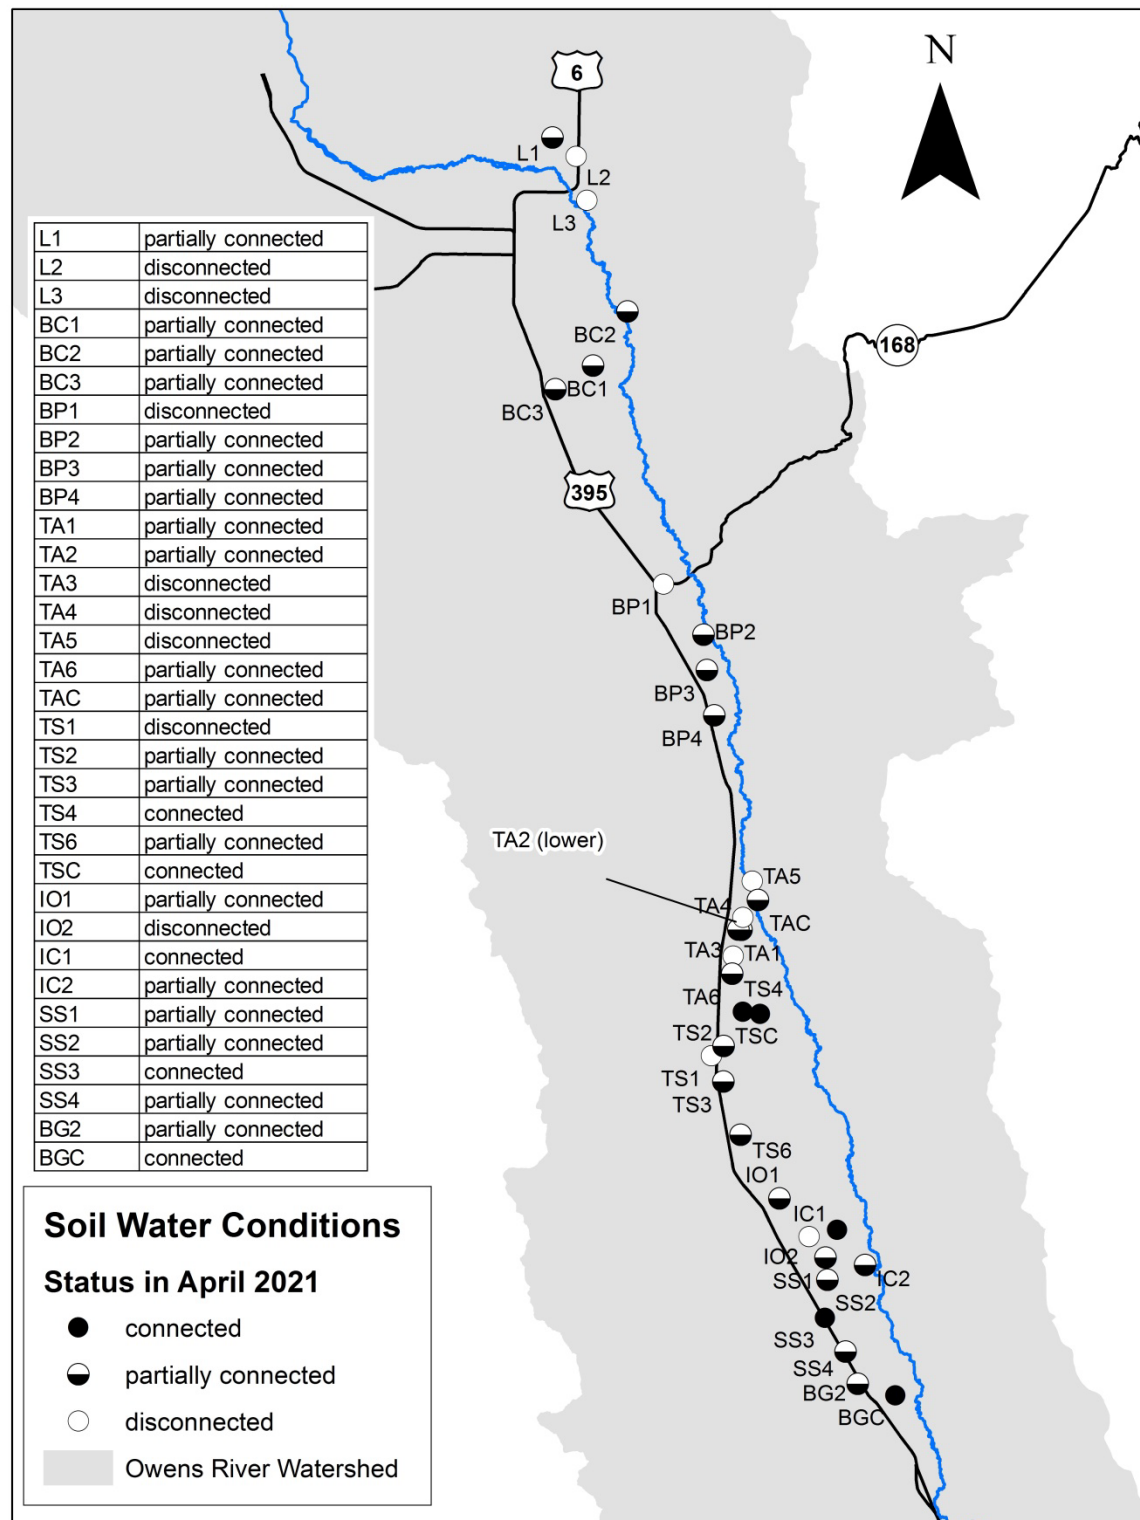 N
6
L1
L2
L3
L1 partially connected
L2 disconnected
L3 disconnected
BC1 partially connected
BC2 partially connected
BC3 partially connected
BP1 disconnected
BP2 partially connected
BP3 partially connected
BP4 partially connected
TA1 partially connected
TA2 partially connected
TA3 disconnected
TA4 disconnected
TA5 disconnected
TA6 partially connected
TAC partially connected
TS1 disconnected
TS2 partially connected
TS3 partially connected
TS4 connected
TS6 partially connected
TSC connected
IO1 partially connected
IO2 disconnected
IC1 connected
IC2 partially connected
SS1 partially connected
SS2 partially connected
SS3 connected
SS4 partially connected
BG2 partially connected
BGC connected
BC2
168
BC1
BC3
395
BP1
BP2
BP3
BP4
TA2 (lower)
TA5
TA4
TAC
TA3
TA1
TA6
TS4
TS2
TSC
TS1
TS3
TS6
IO1
IC1
IO2
IC2
SS1
SS2
SS3
SS4
BG2
BGC
Soil Water Conditions
Status in April 2021
connected
partially connected
disconnected
Owens River Watershed